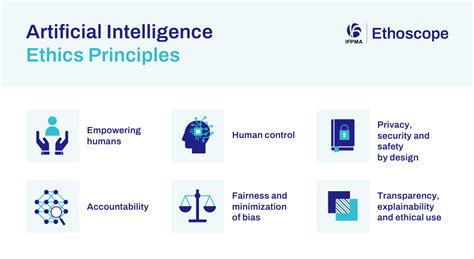 Artificial Intelligence
Ethics Principles
IFPMA
Ethoscope
Empowering
humans
Human control
Privacy,
security and
safety
by design
Accountability
Fairness and
minimization
of bias
Transparency,
explainability
and ethical use